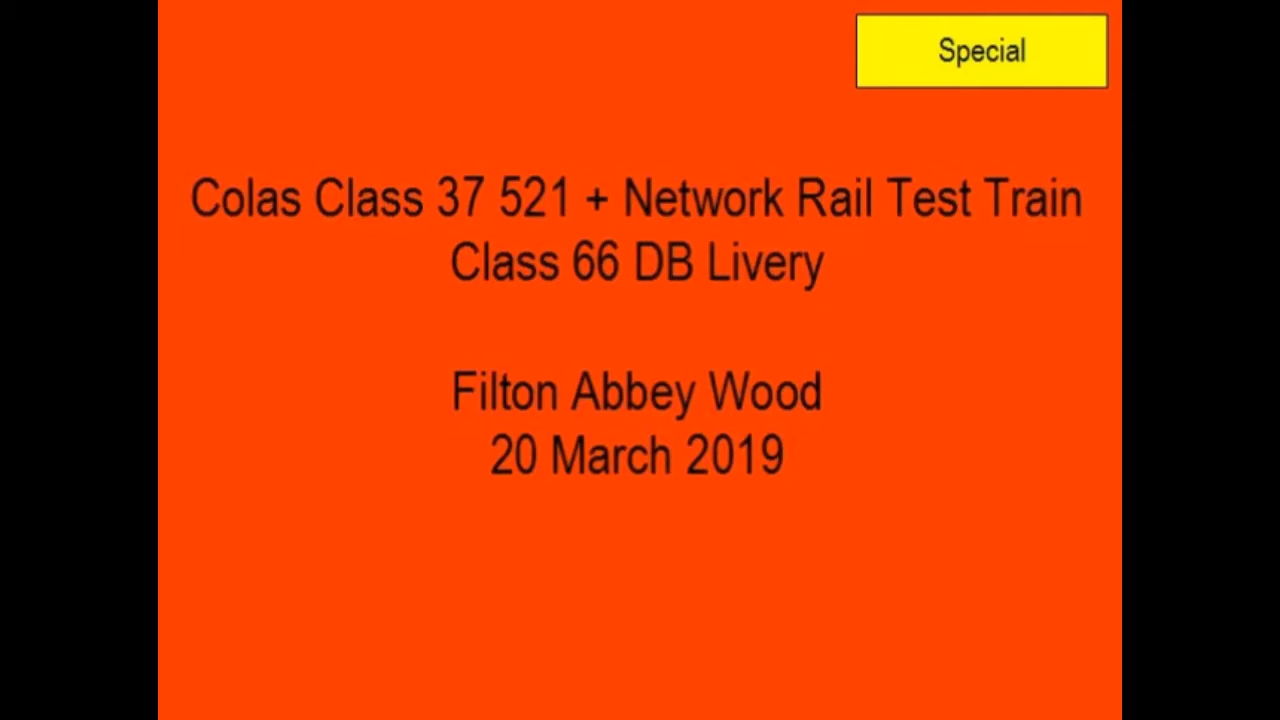 Special
Colas Class 37 521 + Network Rail Test Train
Class 66 DB Livery
Filton Abbey Wood
20 March 2019